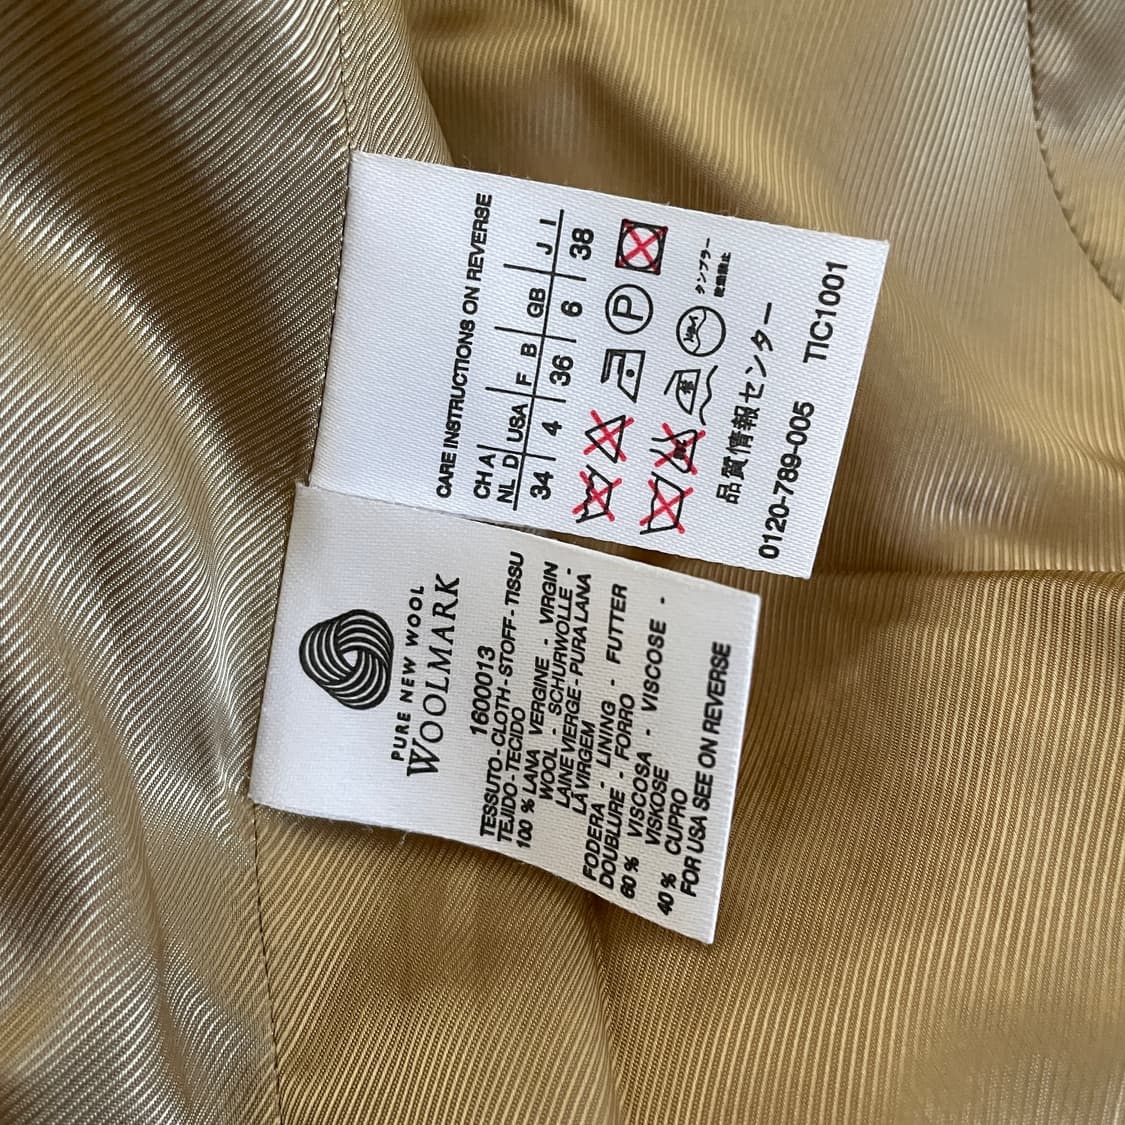 CARE INSTRUCTIONS ON REVERSE
CH A
NL D USA F B GB J I
34 4 36 6 38
P
タンブラー
乾燥禁止
品質情報センター
0120-789-005 TIC1001
PURE NEW WOOL
WOOLMARK
1600013
TESSUTO - CLOTH - STOFF - TISSU
TEJIDO - TECIDO
100 % LANA VERGINE - VIRGIN
WOOL - SCHURWOLLE -
LAINE VIERGE - PURA LANA -
LÃ VIRGEM
FODERA - LINING - FUTTER
DOUBLURE - FORRO - FORRO
60 % VISCOSA - VISCOSE -
VISKOSE
40 % CUPRO
FOR USA SEE ON REVERSE